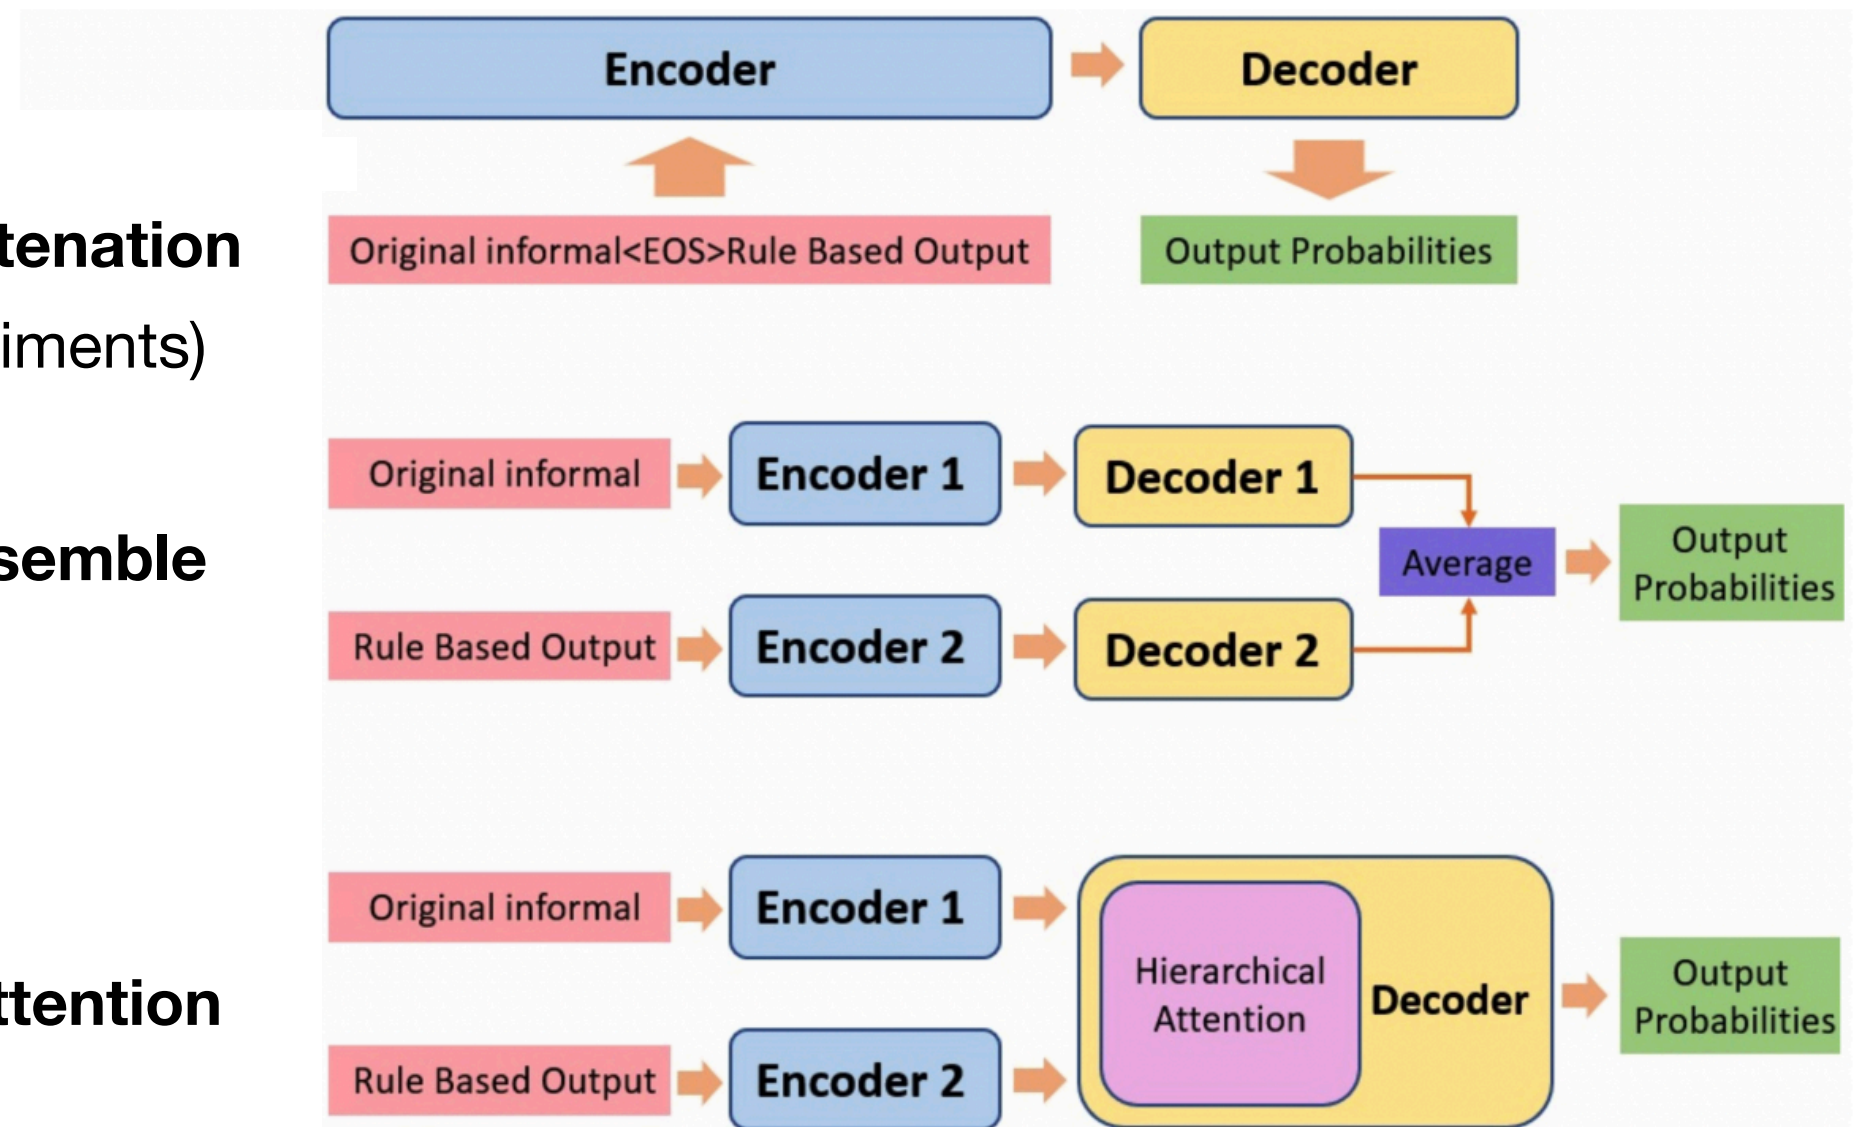 Encoder
Decoder
tenation
Original informal<EOS>Rule Based Output
Output Probabilities
iments)
Original informal
Encoder 1
Decoder 1
semble
Average
Output
Probabilities
Rule Based Output
Encoder 2
Decoder 2
Original informal
Encoder 1
Hierarchical
Attention
Decoder
Output
Probabilities
ttention
Rule Based Output
Encoder 2